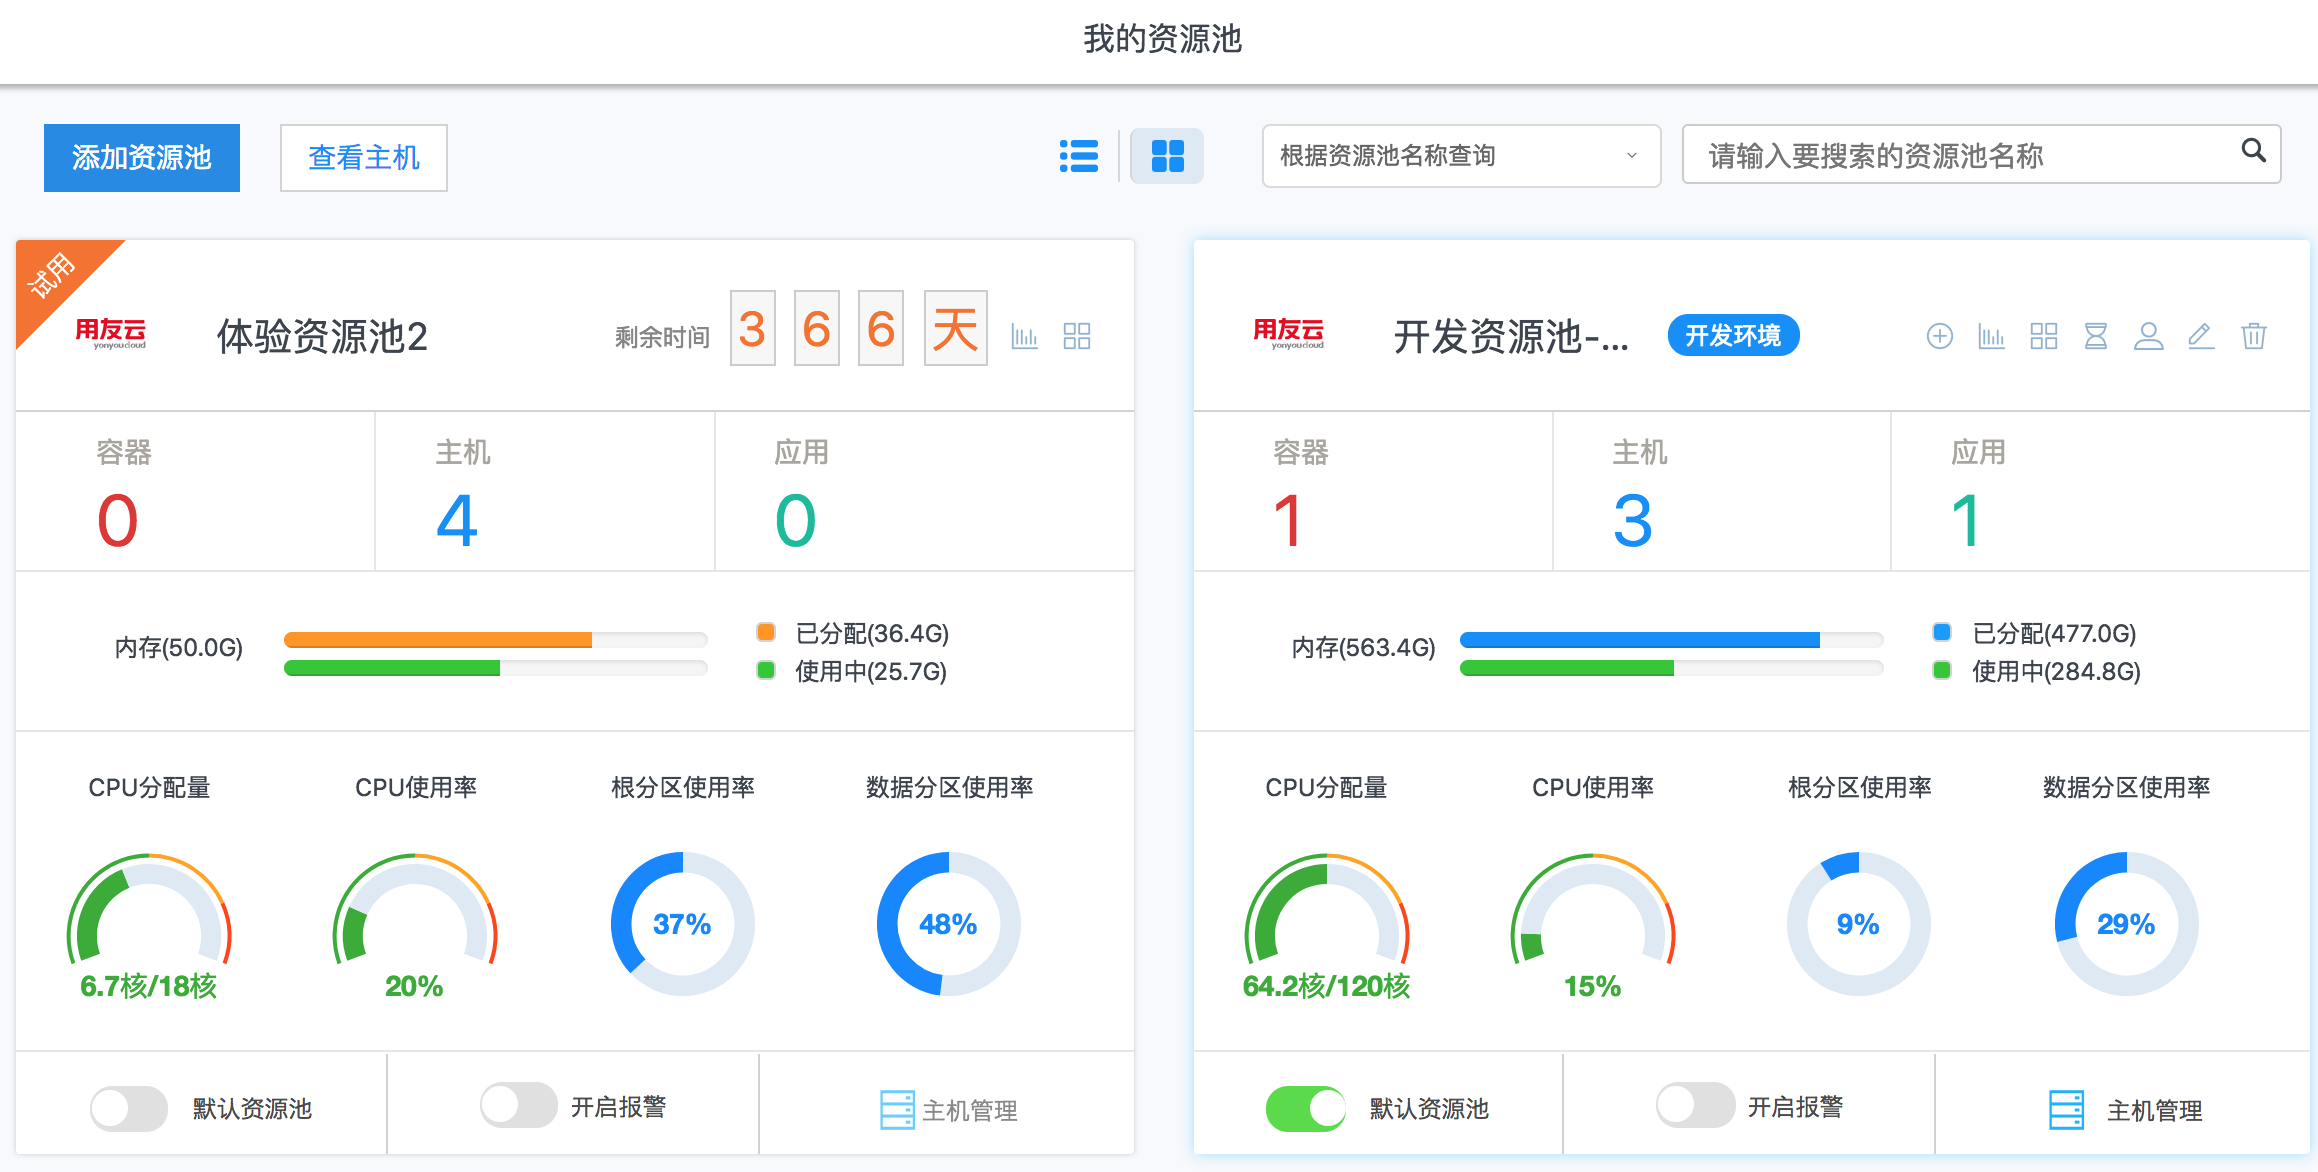 我的资源池
添加资源池
查看主机
根据资源池名称查询
请输入要搜索的资源池名称
试用
用友云
yonyoucloud
体验资源池2
剩余时间
3 6 6 天
容器
0
主机
4
应用
0
内存(50.0G)
已分配(36.4G)
使用中(25.7G)
CPU分配量
CPU使用率
根分区使用率
数据分区使用率
6.7核/18核
20%
37%
48%
默认资源池
开启报警
主机管理
用友云
yonyoucloud
开发资源池-...
开发环境
容器
1
主机
3
应用
1
内存(563.4G)
已分配(477.0G)
使用中(284.8G)
CPU分配量
CPU使用率
根分区使用率
数据分区使用率
64.2核/120核
15%
9%
29%
默认资源池
开启报警
主机管理